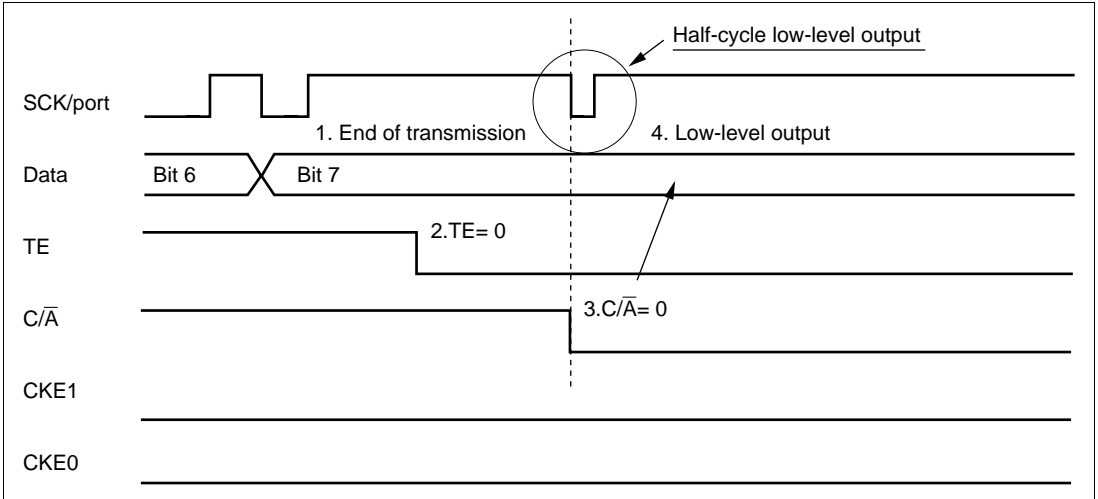 Half-cycle low-level output
SCK/port
1. End of transmission
4. Low-level output
Data
Bit 6
Bit 7
TE
2.TE= 0
C/A̅
3.C/A̅= 0
CKE1
CKE0